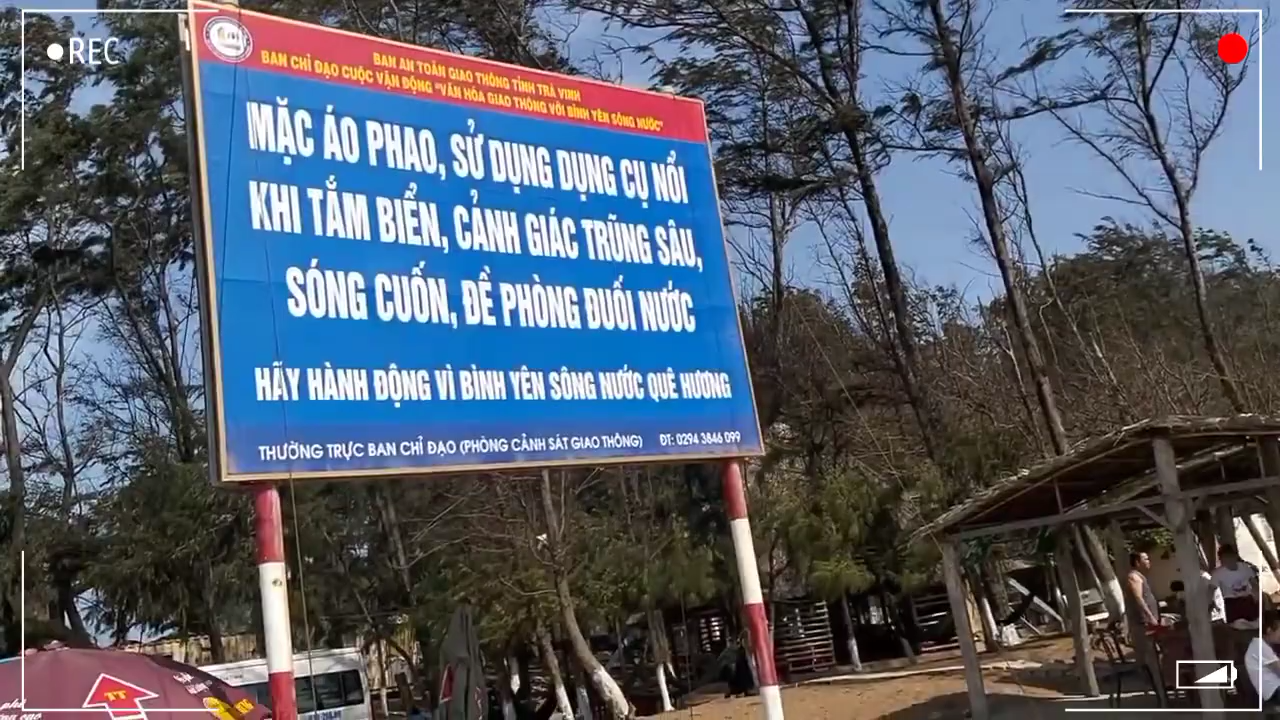 REC
BAN AN TOÀN GIAO THÔNG TỈNH TRÀ VINH
BAN CHỈ ĐẠO CUỘC VẬN ĐỘNG "VĂN HÓA GIAO THÔNG VỚI BÌNH YÊN SÔNG NƯỚC"
MẶC ÁO PHAO, SỬ DỤNG DỤNG CỤ NỔI
KHI TẮM BIỂN, CẢNH GIÁC TRŨNG SÂU,
SÓNG CUỐN, ĐỀ PHÒNG ĐUỐI NƯỚC
HÃY HÀNH ĐỘNG VÌ BÌNH YÊN SÔNG NƯỚC QUÊ HƯƠNG
THƯỜNG TRỰC BAN CHỈ ĐẠO (PHÒNG CẢNH SÁT GIAO THÔNG) ĐT: 0294 3846 099
TT